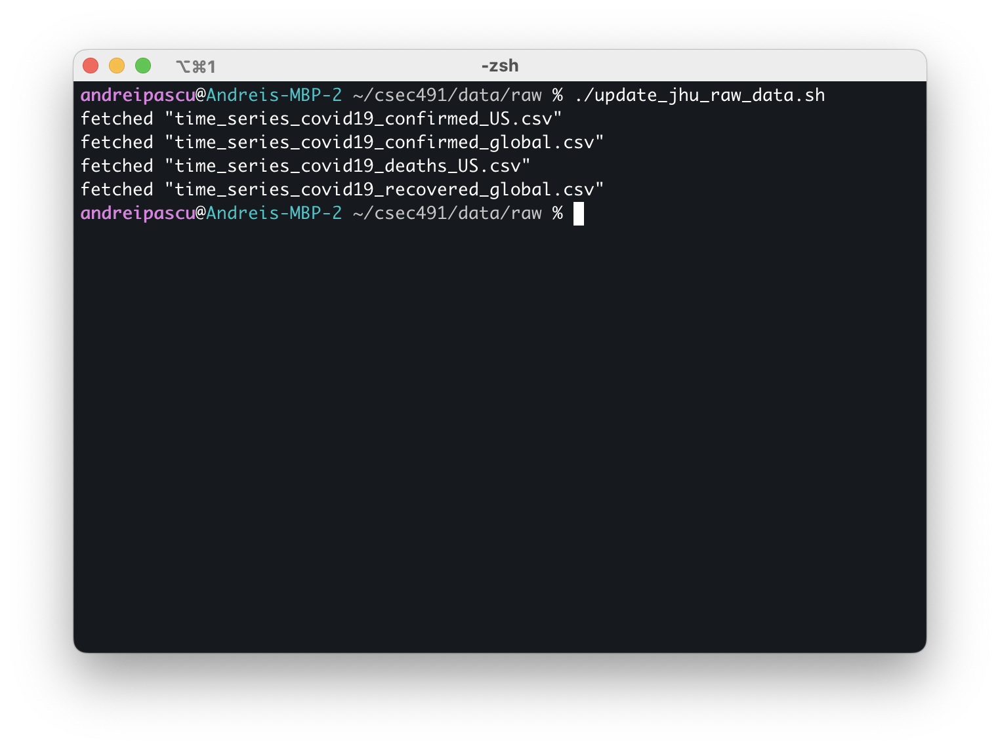 ⌥⌘1 -zsh
andreipascu@Andreis-MBP-2 ~/csec491/data/raw % ./update_jhu_raw_data.sh
fetched "time_series_covid19_confirmed_US.csv"
fetched "time_series_covid19_confirmed_global.csv"
fetched "time_series_covid19_deaths_US.csv"
fetched "time_series_covid19_recovered_global.csv"
andreipascu@Andreis-MBP-2 ~/csec491/data/raw %